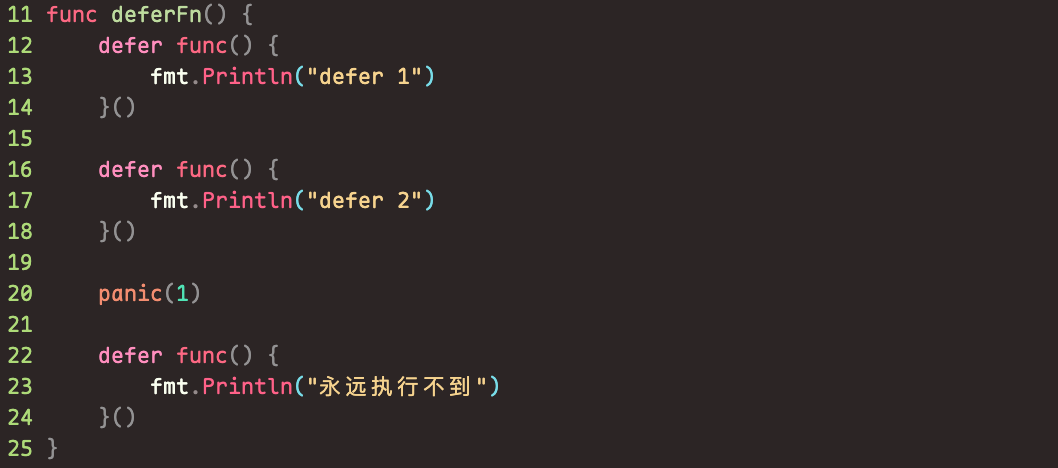 11 func deferFn() {
12     defer func() {
13         fmt.Println("defer 1")
14     }()
15
16     defer func() {
17         fmt.Println("defer 2")
18     }()
19
20     panic(1)
21
22     defer func() {
23         fmt.Println("永远执行不到")
24     }()
25 }